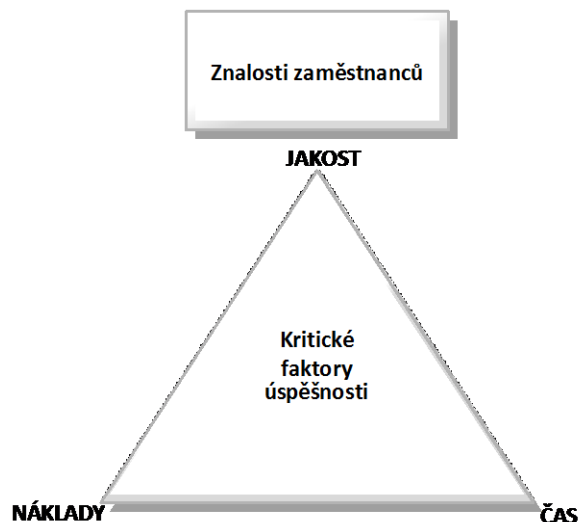 Znalosti zaměstnanců
JAKOST
Kritické
faktory
úspěšnosti
NÁKLADY
ČAS